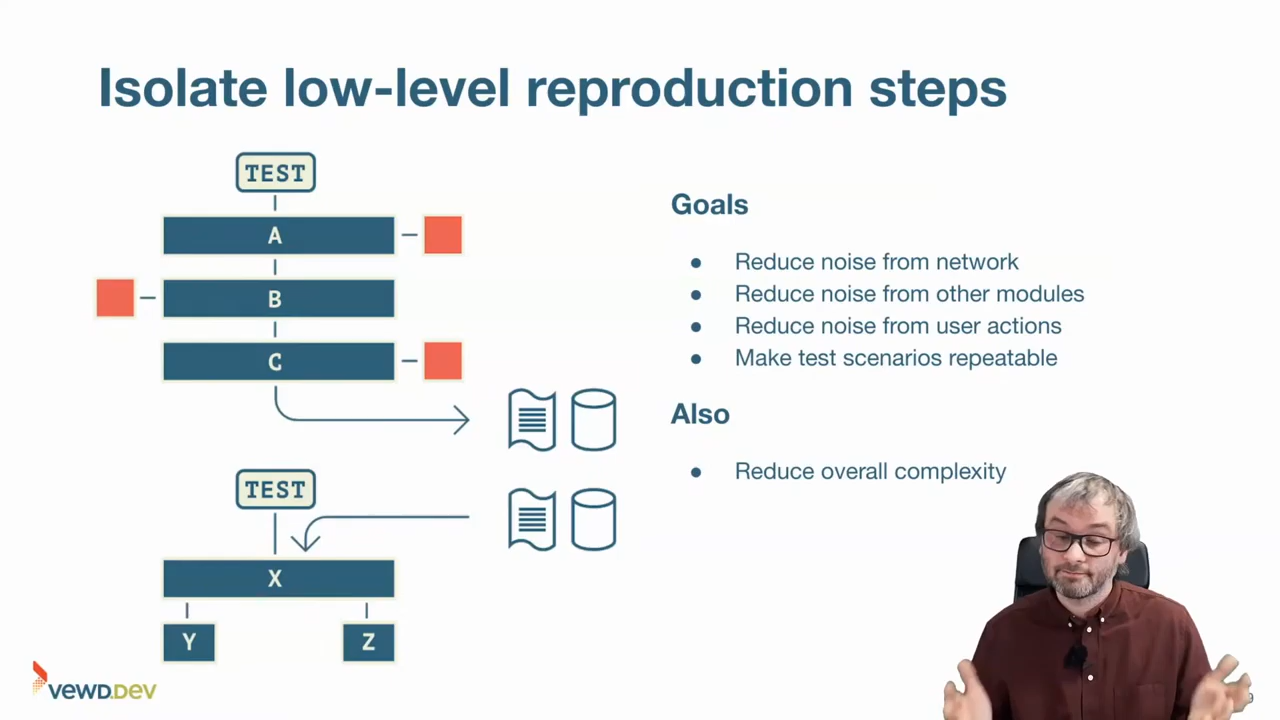 Isolate low-level reproduction steps
TEST
A
B
C
TEST
X
Y
Z
Goals
● Reduce noise from network
● Reduce noise from other modules
● Reduce noise from user actions
● Make test scenarios repeatable
Also
● Reduce overall complexity
VEWD.DEV
9